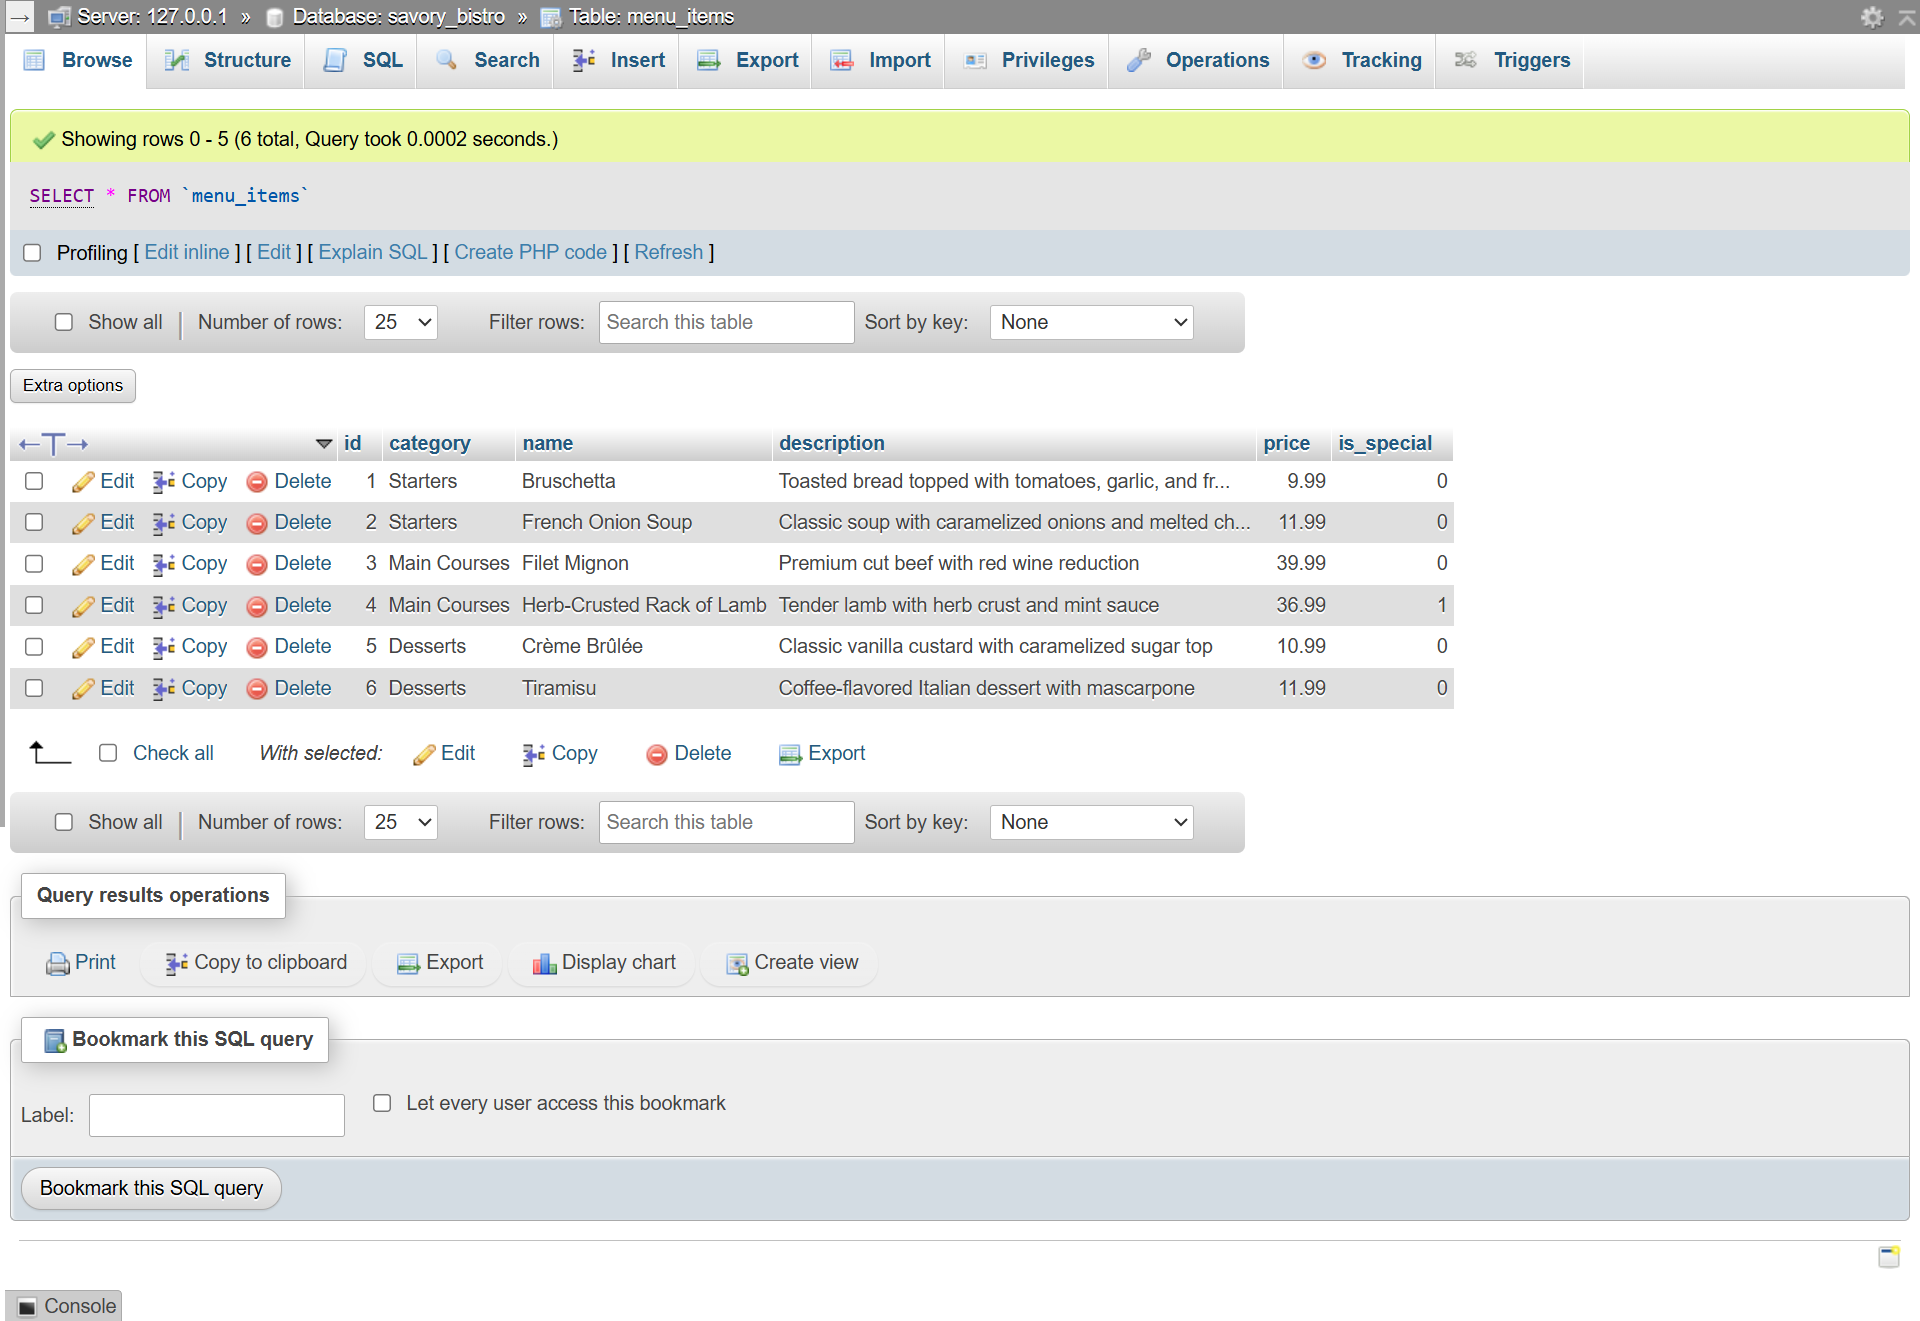 Server: 127.0.0.1 » Database: savory_bistro » Table: menu_items
Browse Structure SQL Search Insert Export Import Privileges Operations Tracking Triggers
Showing rows 0 - 5 (6 total, Query took 0.0002 seconds.)
SELECT * FROM `menu_items`
Profiling [ Edit inline ] [ Edit ] [ Explain SQL ] [ Create PHP code ] [ Refresh ]
Show all Number of rows: 25 Filter rows: Search this table Sort by key: None
Extra options
id category name description price is_special
Edit Copy Delete 1 Starters Bruschetta Toasted bread topped with tomatoes, garlic, and fr... 9.99 0
Edit Copy Delete 2 Starters French Onion Soup Classic soup with caramelized onions and melted ch... 11.99 0
Edit Copy Delete 3 Main Courses Filet Mignon Premium cut beef with red wine reduction 39.99 0
Edit Copy Delete 4 Main Courses Herb-Crusted Rack of Lamb Tender lamb with herb crust and mint sauce 36.99 1
Edit Copy Delete 5 Desserts Crème Brûlée Classic vanilla custard with caramelized sugar top 10.99 0
Edit Copy Delete 6 Desserts Tiramisu Coffee-flavored Italian dessert with mascarpone 11.99 0
Check all With selected: Edit Copy Delete Export
Show all Number of rows: 25 Filter rows: Search this table Sort by key: None
Query results operations
Print Copy to clipboard Export Display chart Create view
Bookmark this SQL query
Label: Let every user access this bookmark
Bookmark this SQL query
Console